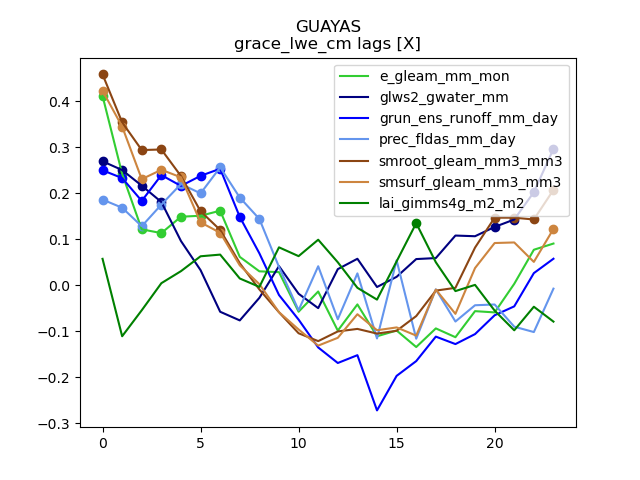 GUAYAS
grace_lwe_cm lags [X]
e_gleam_mm_mon
glws2_gwater_mm
grun_ens_runoff_mm_day
prec_fldas_mm_day
smroot_gleam_mm3_mm3
smsurf_gleam_mm3_mm3
lai_gimms4g_m2_m2
0.4
0.3
0.2
0.1
0.0
−0.1
−0.2
−0.3
0 5 10 15 20